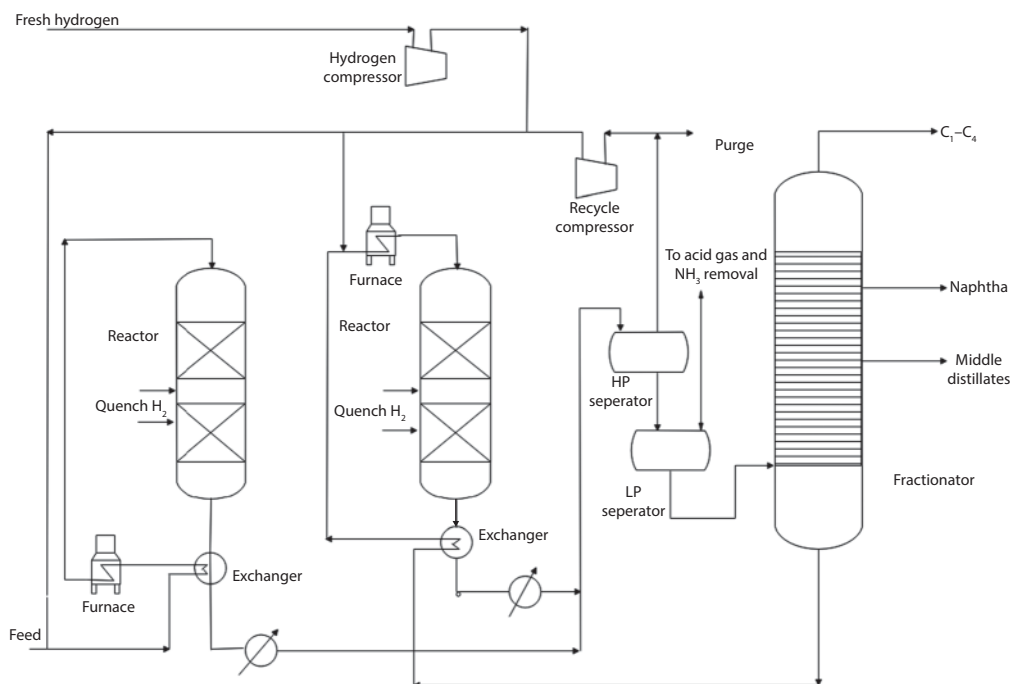 Fresh hydrogen
Hydrogen
compressor
Purge
C₁–C₄
Recycle
compressor
To acid gas and
NH₃ removal
Furnace
Naphtha
Reactor
Reactor
Middle
distillates
HP
seperator
Quench H₂
Quench H₂
Fractionator
LP
seperator
Exchanger
Exchanger
Furnace
Feed